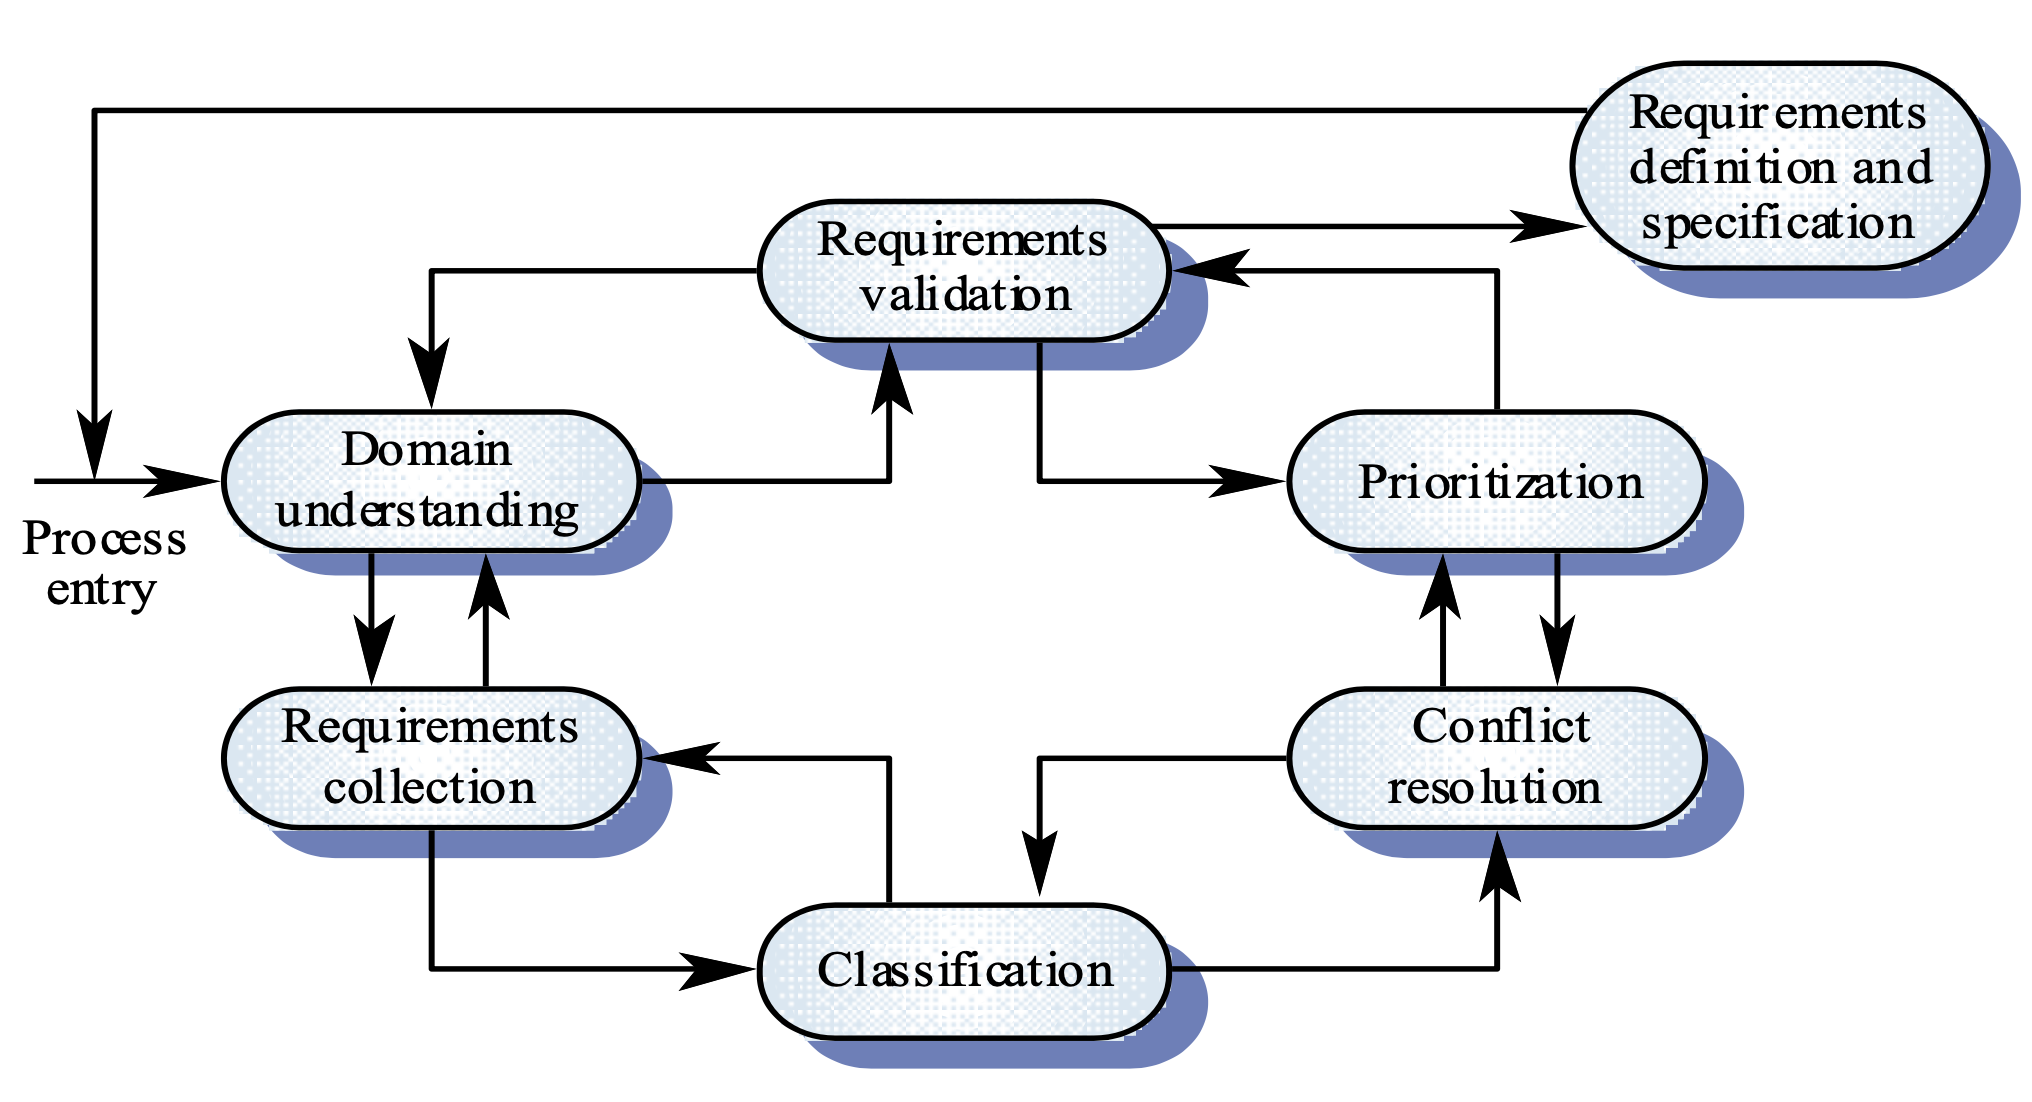 Requirements
definition and
specification
Requirements
validation
Domain
understanding
Prioritization
Process
entry
Requirements
collection
Conflict
resolution
Classification